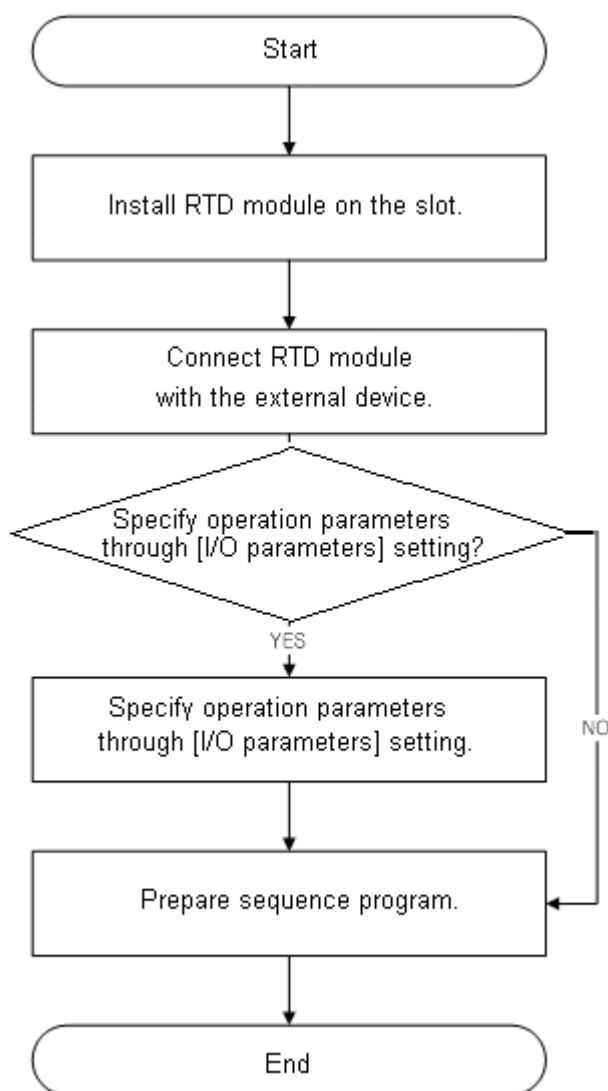 Start
Install RTD module on the slot.
Connect RTD module
with the external device.
Specify operation parameters
through [I/O parameters] setting?
YES
Specify operation parameters
through [I/O parameters] setting.
NO
Prepare sequence program.
End